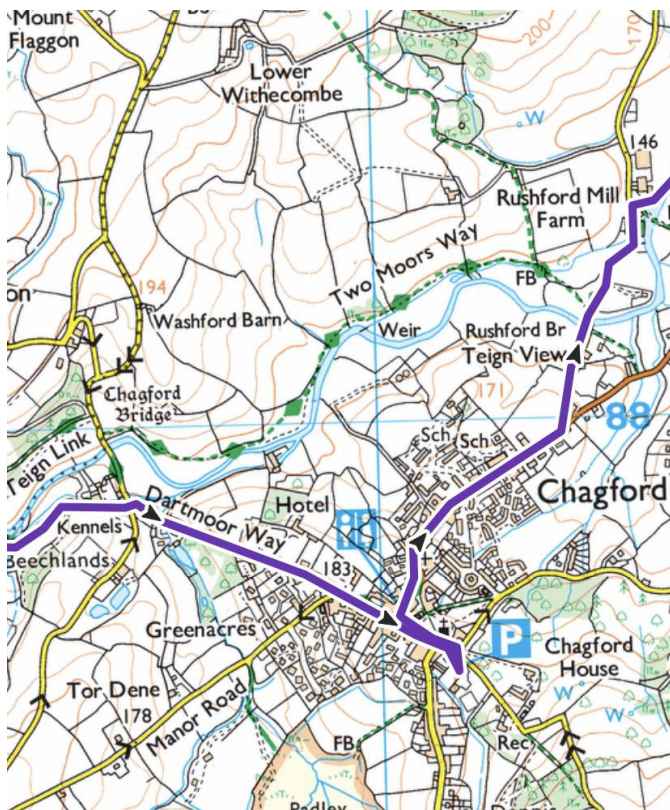 Mount
Flaggon
Lower
Withecombe
200
170
W
146
Rushford Mill
Farm
Two Moors Way
194
FB
on
Washford Barn
Weir
Rushford Br
Teign View
Chagford
Bridge
171
88
Teign Link
Sch
Sch
Hotel
Chagford
Dartmoor Way
Kennels
Beechlands
183
Greenacres
P
Chagford
House
Tor Dene
178
Manor Road
W
W
FB
Rec
Padley